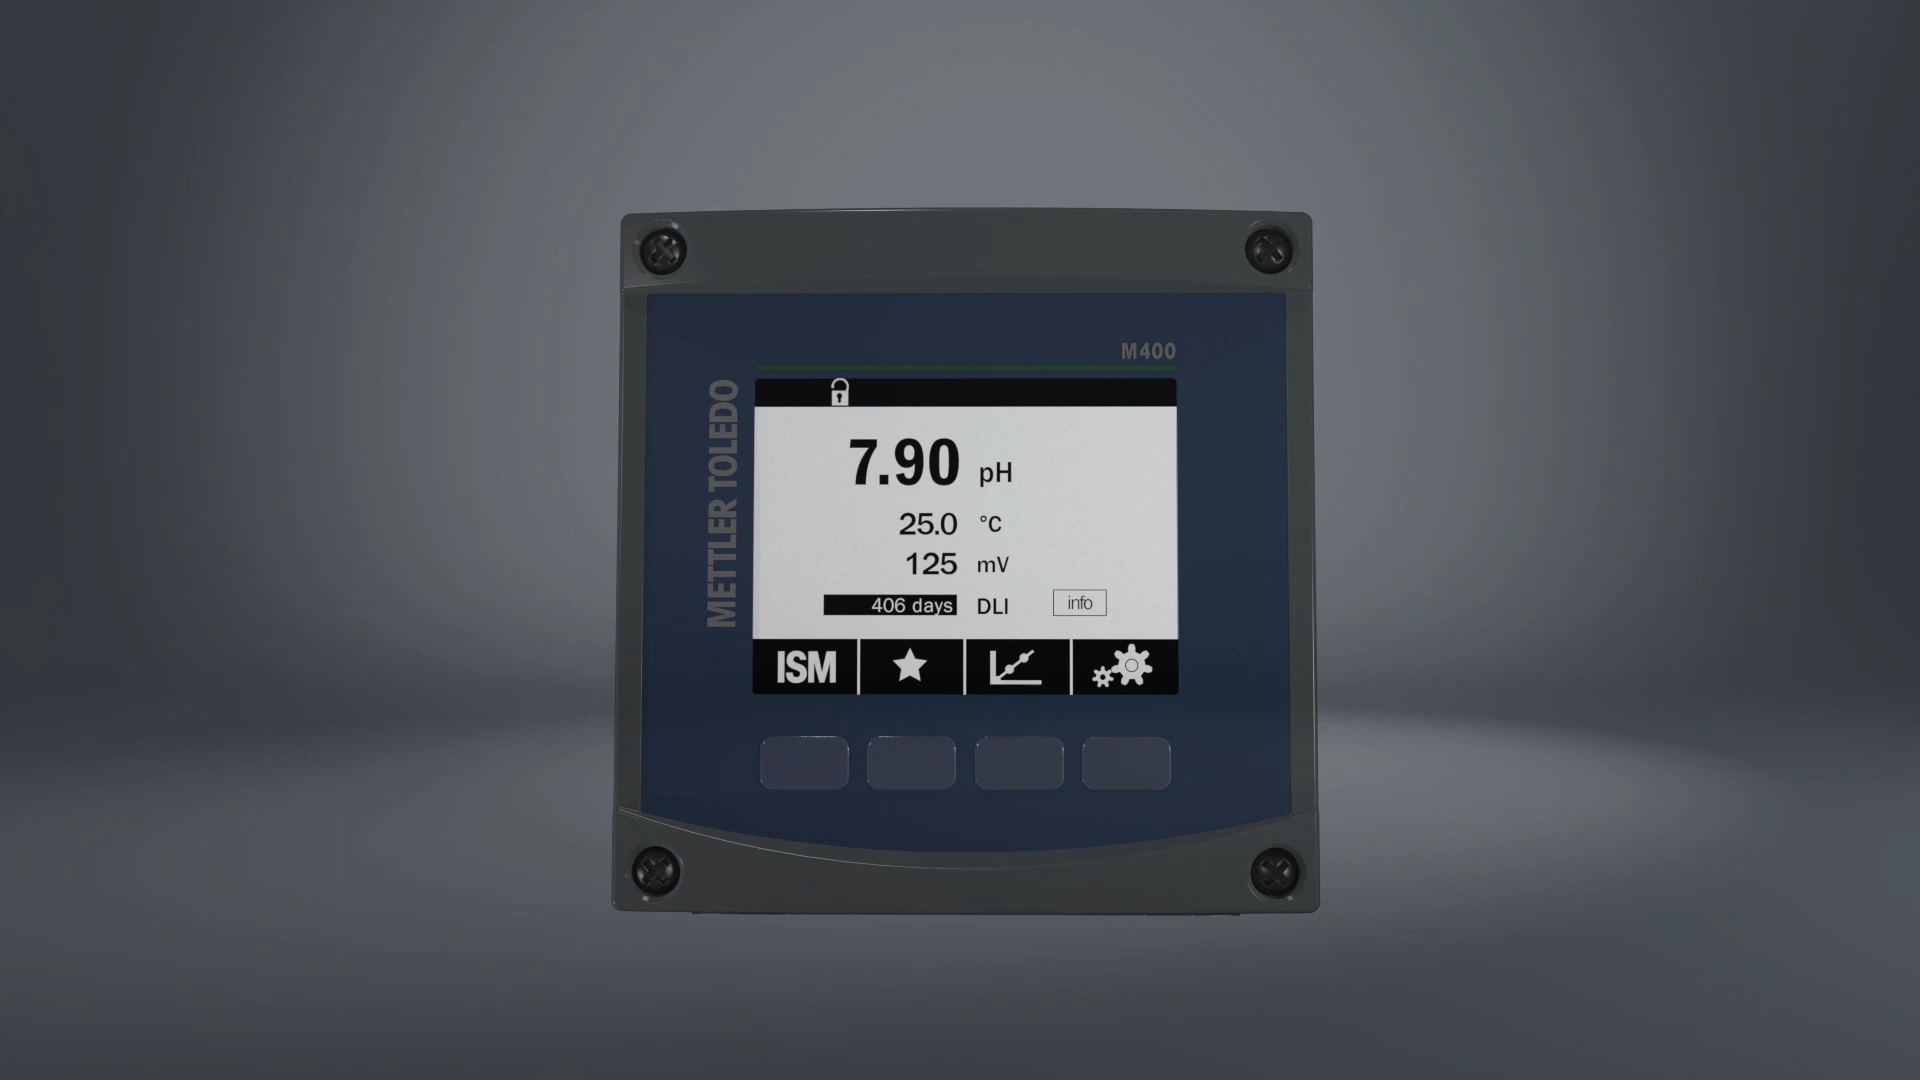 M400
METTLER TOLEDO
7.90 pH
25.0 °C
125 mV
406 days DLI info
ISM